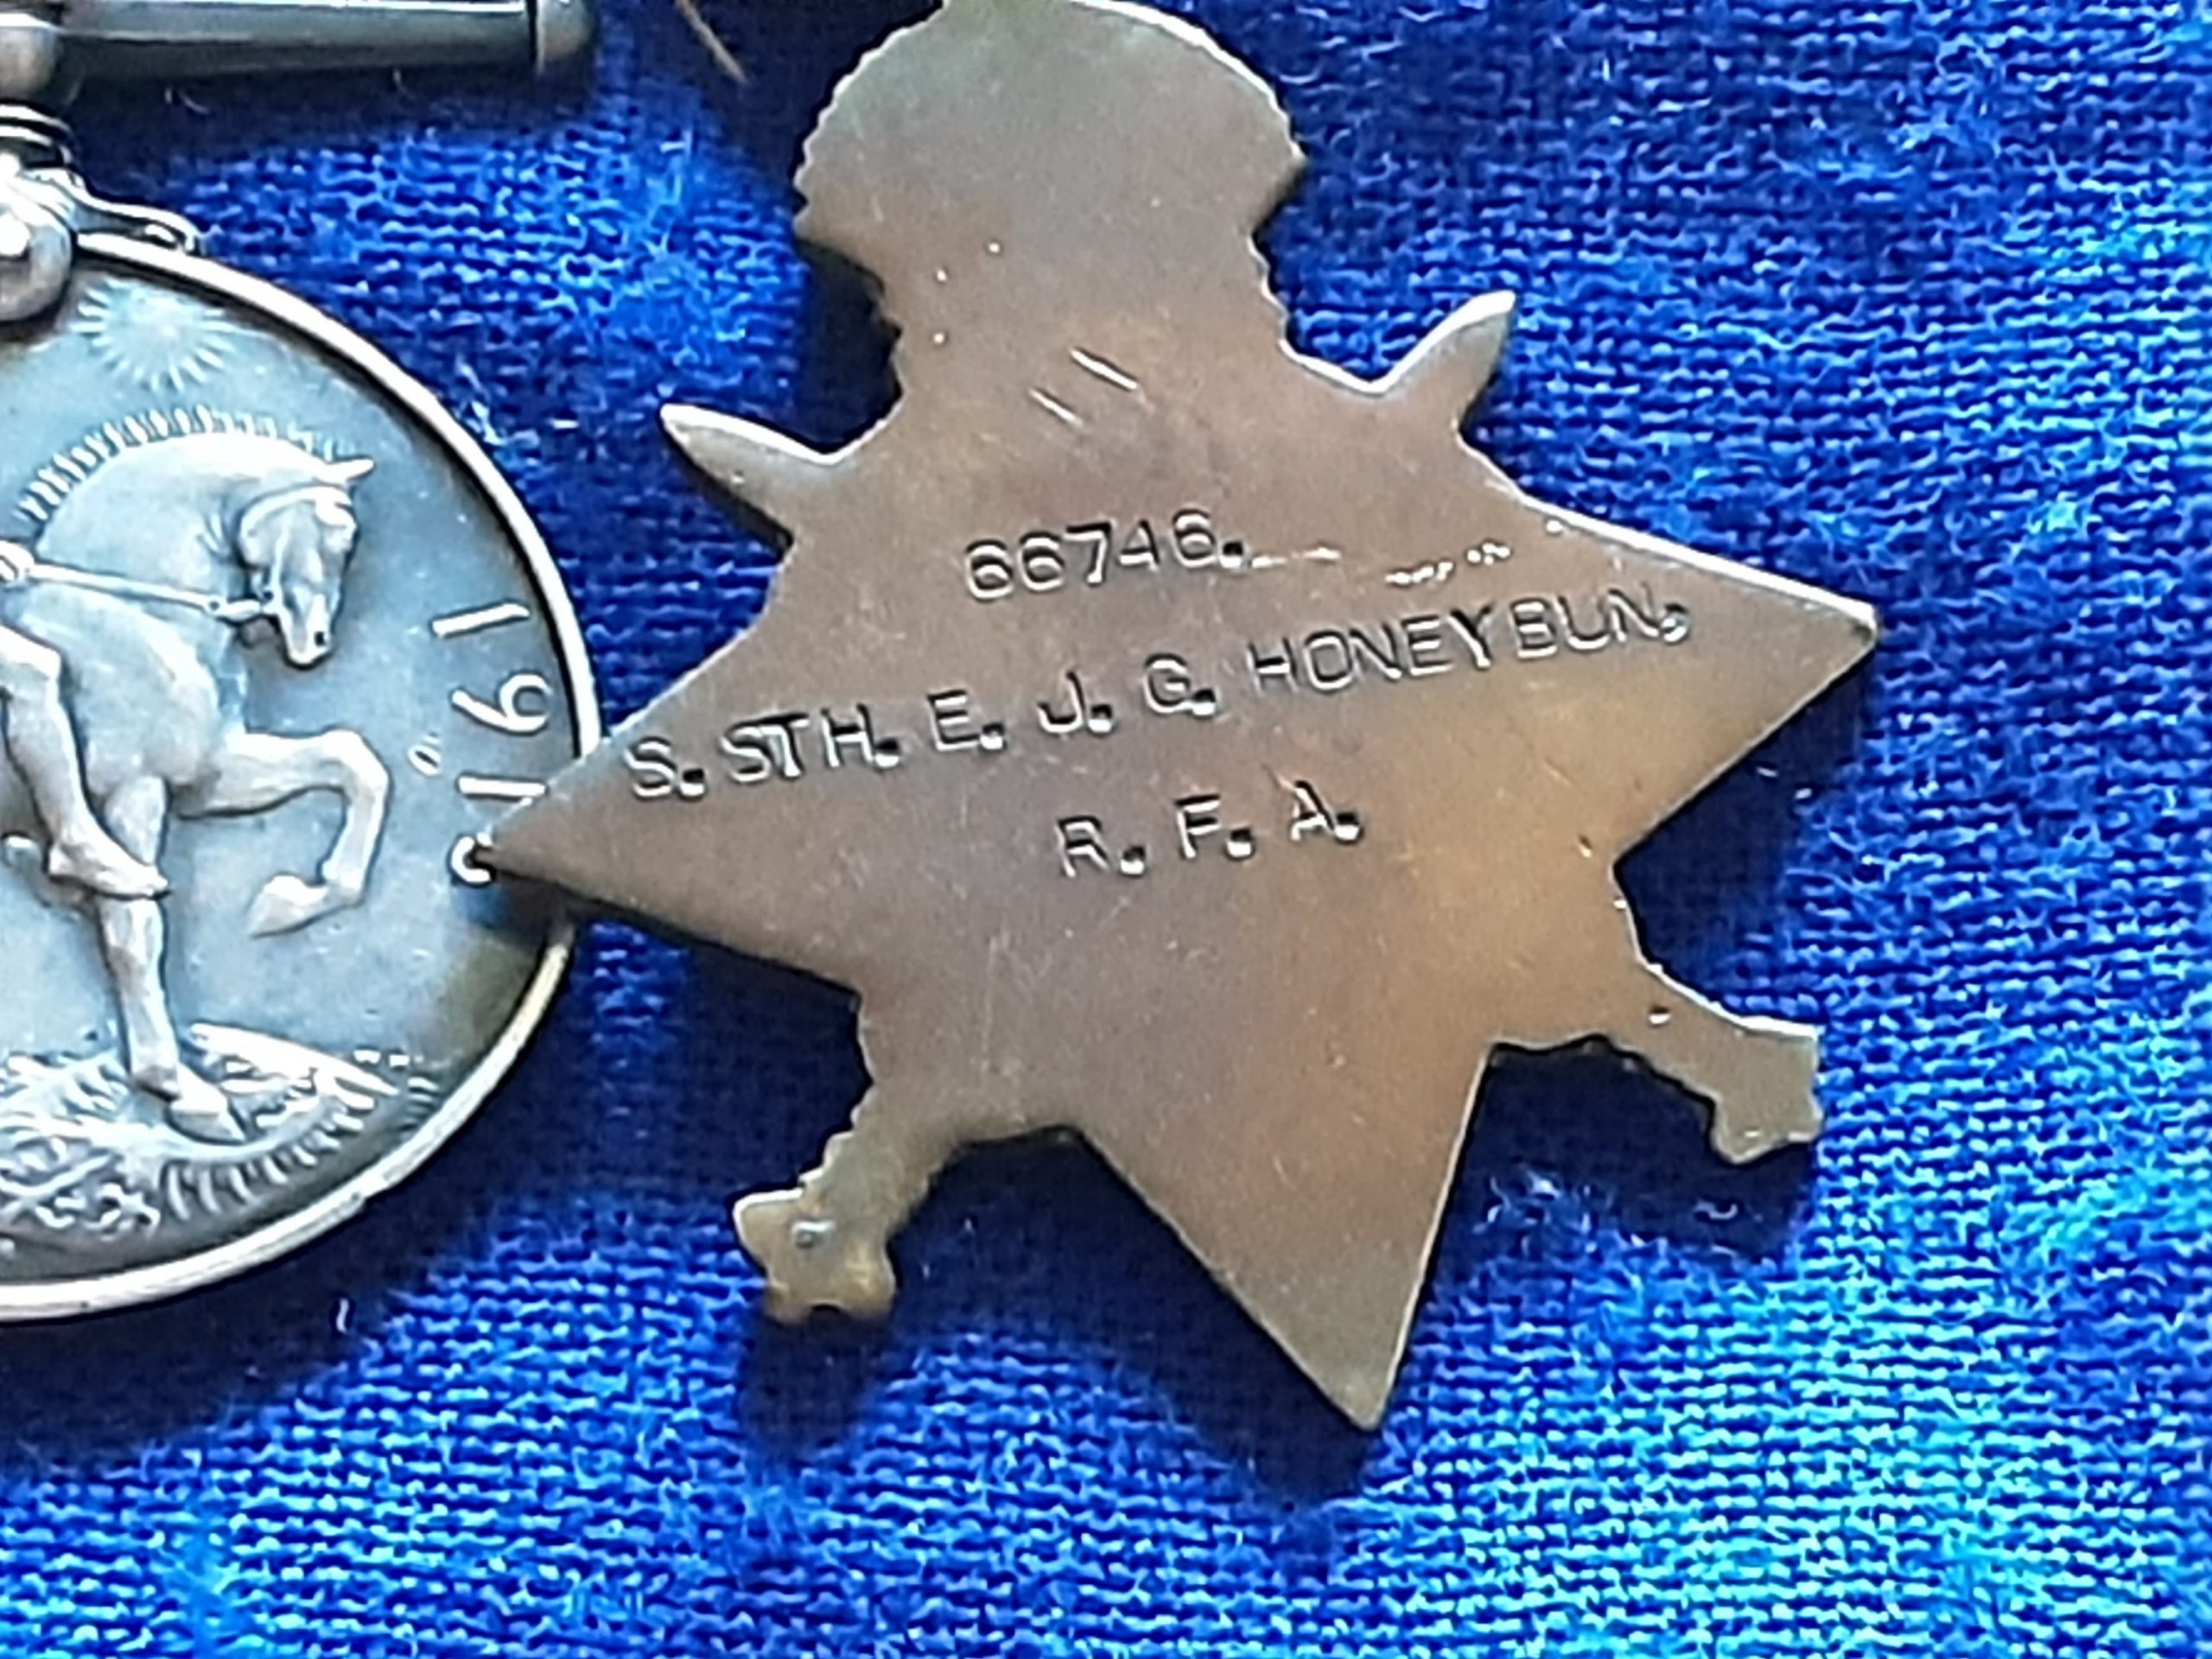 66746.
S. STH. E. J. G. HONEYBUN.
R. F. A.
1918